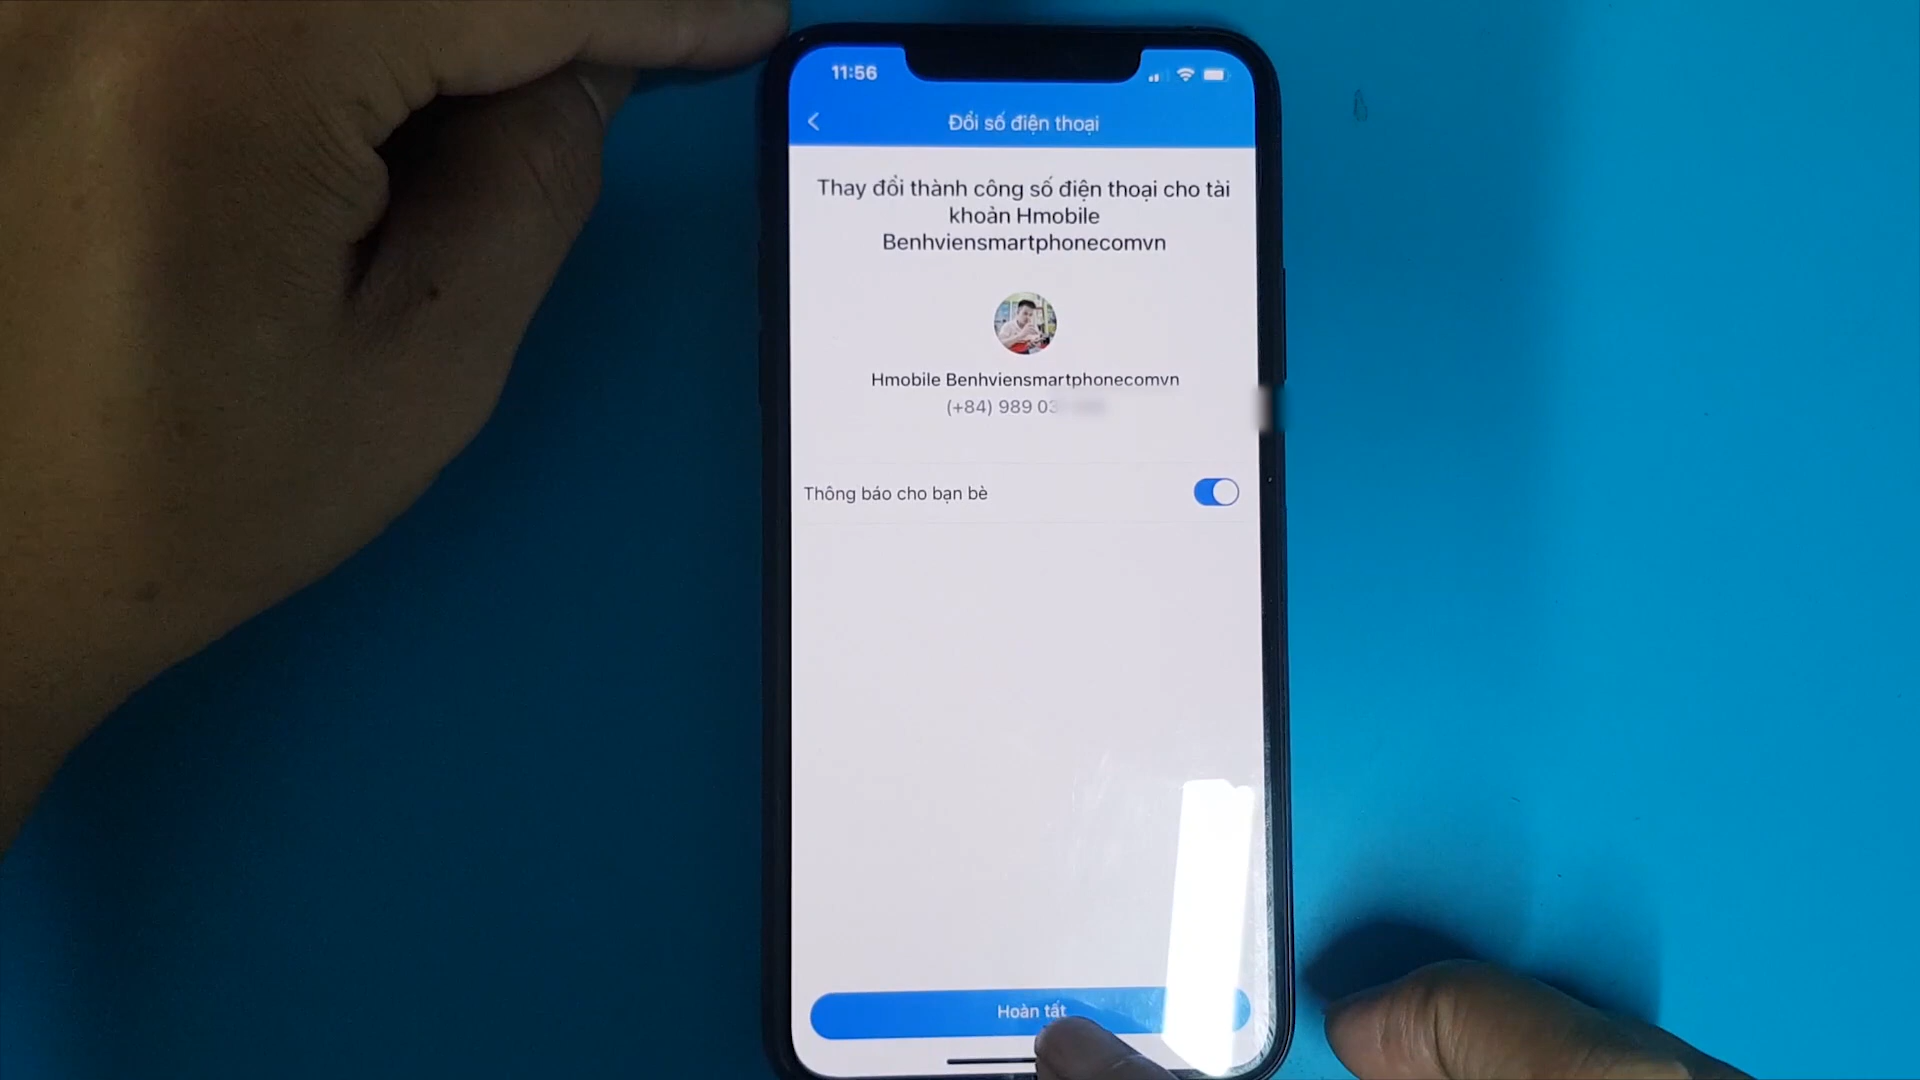 11:56
Đổi số điện thoại
Thay đổi thành công số điện thoại cho tài
khoản Hmobile
Benhviensmartphonecomvn
Hmobile Benhviensmartphonecomvn
(+84) 989 03
Thông báo cho bạn bè
Hoàn tất